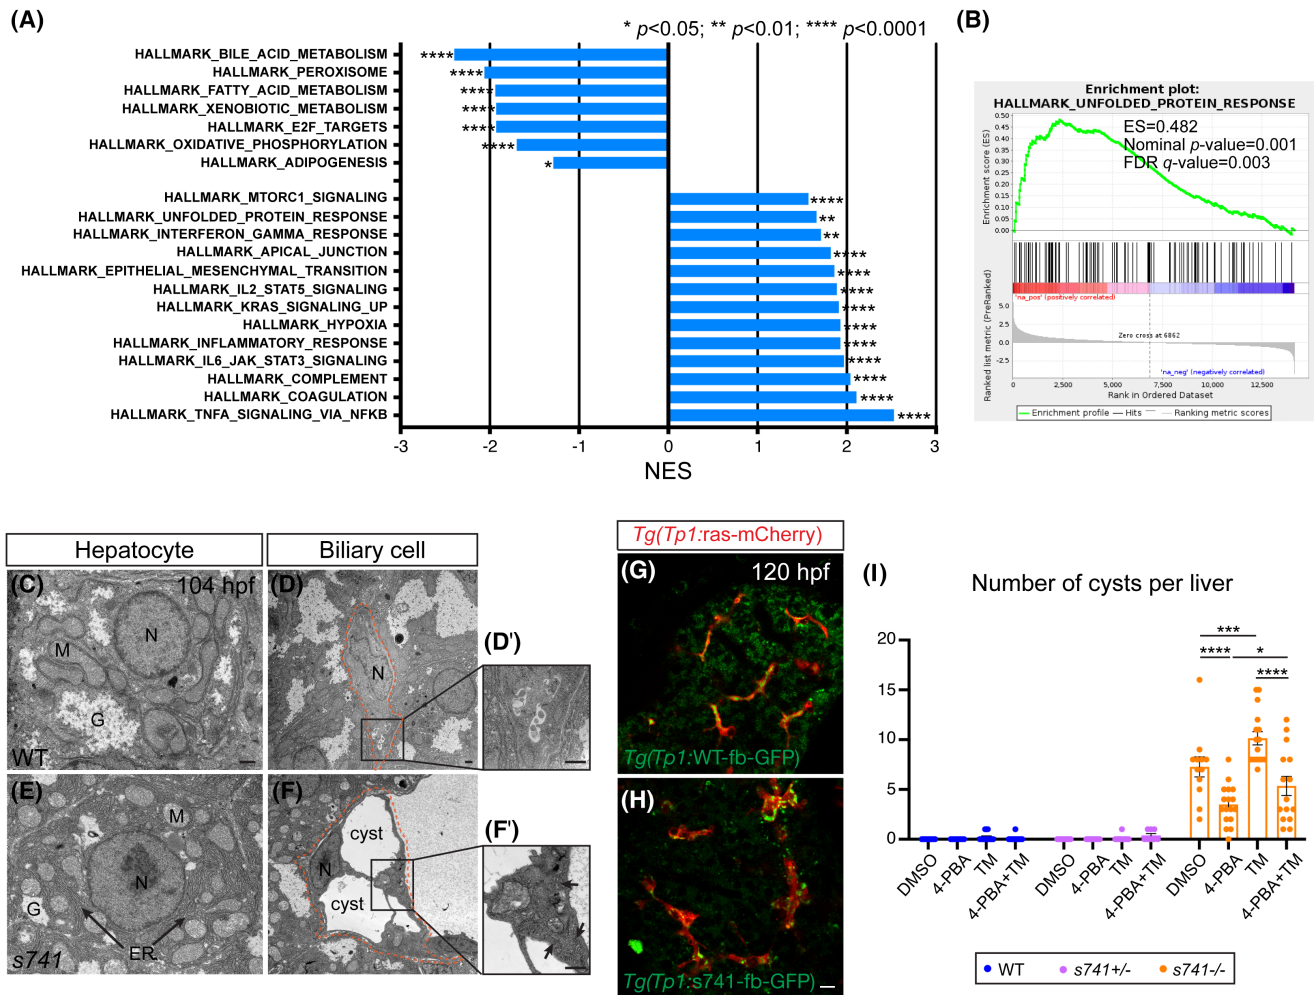 (A)
* p<0.05; ** p<0.01; **** p<0.0001
HALLMARK_BILE_ACID_METABOLISM ****
HALLMARK_PEROXISOME ****
HALLMARK_FATTY_ACID_METABOLISM ****
HALLMARK_XENOBIOTIC_METABOLISM ****
HALLMARK_E2F_TARGETS ****
HALLMARK_OXIDATIVE_PHOSPHORYLATION ****
HALLMARK_ADIPOGENESIS *
HALLMARK_MTORC1_SIGNALING ****
HALLMARK_UNFOLDED_PROTEIN_RESPONSE **
HALLMARK_INTERFERON_GAMMA_RESPONSE **
HALLMARK_APICAL_JUNCTION ****
HALLMARK_EPITHELIAL_MESENCHYMAL_TRANSITION ****
HALLMARK_IL2_STAT5_SIGNALING ****
HALLMARK_KRAS_SIGNALING_UP ****
HALLMARK_HYPOXIA ****
HALLMARK_INFLAMMATORY_RESPONSE ****
HALLMARK_IL6_JAK_STAT3_SIGNALING ****
HALLMARK_COMPLEMENT ****
HALLMARK_COAGULATION ****
HALLMARK_TNFA_SIGNALING_VIA_NFKB ****
-3 -2 -1 0 1 2 3
NES
(B)
Enrichment plot:
HALLMARK_UNFOLDED_PROTEIN_RESPONSE
ES=0.482
Nominal p-value=0.001
FDR q-value=0.003
Enrichment score (ES)
0.50
0.45
0.40
0.35
0.30
0.25
0.20
0.15
0.10
0.05
0.00
'na_pos' (positively correlated)
Ranked list metric (PreRanked)
5.0
2.5
0.0
-2.5
Zero cross at 6862
'na_neg' (negatively correlated)
0 2,500 5,000 7,500 10,000 12,500
Rank in Ordered Dataset
Enrichment profile Hits Ranking metric scores
Hepatocyte
Biliary cell
(C)
104 hpf
N
M
G
WT
(D)
N
(D')
(E)
M
N
G
ER
s741
(F)
cyst
N
cyst
(F')
Tg(Tp1:ras-mCherry)
(G)
120 hpf
Tg(Tp1:WT-fb-GFP)
(H)
Tg(Tp1:s741-fb-GFP)
(I)
Number of cysts per liver
20
15
10
5
0
***
**** *
****
DMSO 4-PBA TM 4-PBA+TM DMSO 4-PBA TM 4-PBA+TM DMSO 4-PBA TM 4-PBA+TM
WT s741+/- s741-/-